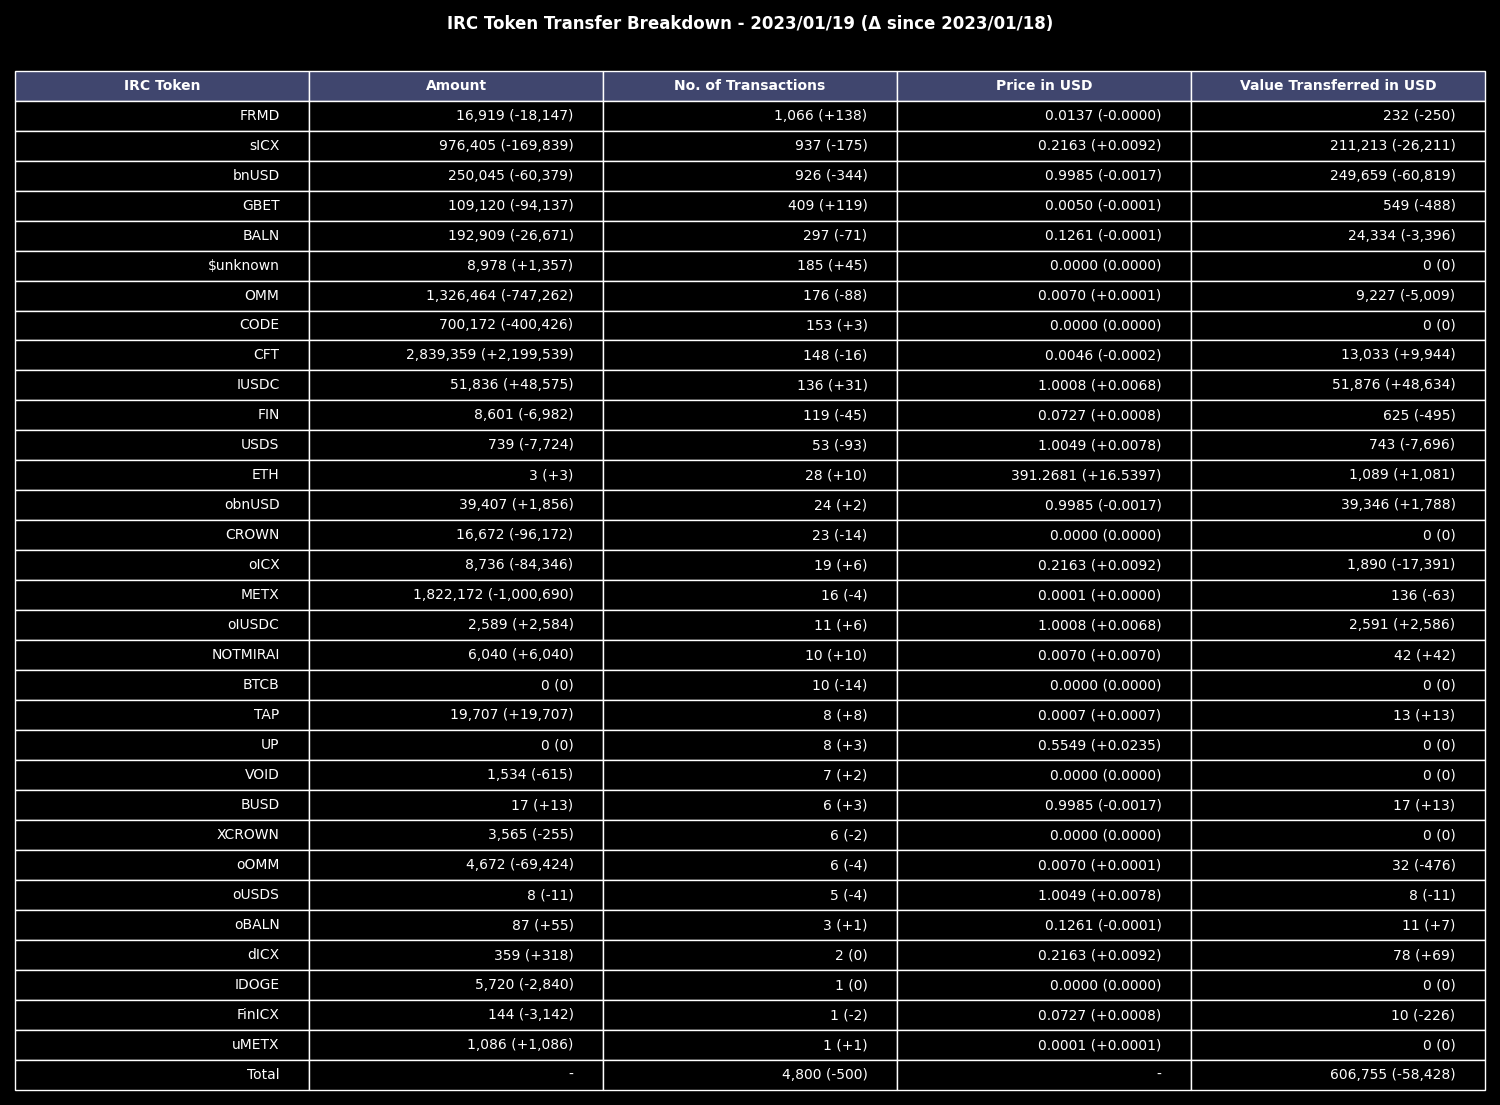 IRC Token Transfer Breakdown - 2023/01/19 (Δ since 2023/01/18)
IRC Token Amount No. of Transactions Price in USD Value Transferred in USD
FRMD 16,919 (-18,147) 1,066 (+138) 0.0137 (-0.0000) 232 (-250)
sICX 976,405 (-169,839) 937 (-175) 0.2163 (+0.0092) 211,213 (-26,211)
bnUSD 250,045 (-60,379) 926 (-344) 0.9985 (-0.0017) 249,659 (-60,819)
GBET 109,120 (-94,137) 409 (+119) 0.0050 (-0.0001) 549 (-488)
BALN 192,909 (-26,671) 297 (-71) 0.1261 (-0.0001) 24,334 (-3,396)
$unknown 8,978 (+1,357) 185 (+45) 0.0000 (0.0000) 0 (0)
OMM 1,326,464 (-747,262) 176 (-88) 0.0070 (+0.0001) 9,227 (-5,009)
CODE 700,172 (-400,426) 153 (+3) 0.0000 (0.0000) 0 (0)
CFT 2,839,359 (+2,199,539) 148 (-16) 0.0046 (-0.0002) 13,033 (+9,944)
IUSDC 51,836 (+48,575) 136 (+31) 1.0008 (+0.0068) 51,876 (+48,634)
FIN 8,601 (-6,982) 119 (-45) 0.0727 (+0.0008) 625 (-495)
USDS 739 (-7,724) 53 (-93) 1.0049 (+0.0078) 743 (-7,696)
ETH 3 (+3) 28 (+10) 391.2681 (+16.5397) 1,089 (+1,081)
obnUSD 39,407 (+1,856) 24 (+2) 0.9985 (-0.0017) 39,346 (+1,788)
CROWN 16,672 (-96,172) 23 (-14) 0.0000 (0.0000) 0 (0)
oICX 8,736 (-84,346) 19 (+6) 0.2163 (+0.0092) 1,890 (-17,391)
METX 1,822,172 (-1,000,690) 16 (-4) 0.0001 (+0.0000) 136 (-63)
oIUSDC 2,589 (+2,584) 11 (+6) 1.0008 (+0.0068) 2,591 (+2,586)
NOTMIRAI 6,040 (+6,040) 10 (+10) 0.0070 (+0.0070) 42 (+42)
BTCB 0 (0) 10 (-14) 0.0000 (0.0000) 0 (0)
TAP 19,707 (+19,707) 8 (+8) 0.0007 (+0.0007) 13 (+13)
UP 0 (0) 8 (+3) 0.5549 (+0.0235) 0 (0)
VOID 1,534 (-615) 7 (+2) 0.0000 (0.0000) 0 (0)
BUSD 17 (+13) 6 (+3) 0.9985 (-0.0017) 17 (+13)
XCROWN 3,565 (-255) 6 (-2) 0.0000 (0.0000) 0 (0)
oOMM 4,672 (-69,424) 6 (-4) 0.0070 (+0.0001) 32 (-476)
oUSDS 8 (-11) 5 (-4) 1.0049 (+0.0078) 8 (-11)
oBALN 87 (+55) 3 (+1) 0.1261 (-0.0001) 11 (+7)
dICX 359 (+318) 2 (0) 0.2163 (+0.0092) 78 (+69)
IDOGE 5,720 (-2,840) 1 (0) 0.0000 (0.0000) 0 (0)
FinICX 144 (-3,142) 1 (-2) 0.0727 (+0.0008) 10 (-226)
uMETX 1,086 (+1,086) 1 (+1) 0.0001 (+0.0001) 0 (0)
Total - 4,800 (-500) - 606,755 (-58,428)